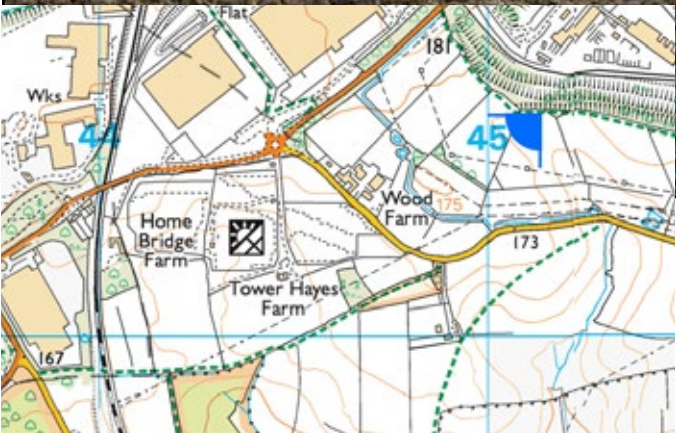 Flat
181
Wks
44
45
Wood
Farm
175
Home
Bridge
Farm
173
Tower Hayes
Farm
167